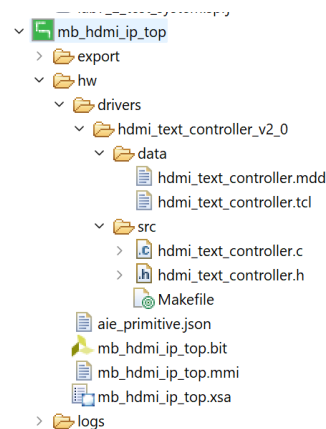 mb_hdmi_ip_top
export
hw
drivers
hdmi_text_controller_v2_0
data
hdmi_text_controller.mdd
hdmi_text_controller.tcl
src
.c hdmi_text_controller.c
.h hdmi_text_controller.h
Makefile
aie_primitive.json
mb_hdmi_ip_top.bit
mb_hdmi_ip_top.mmi
mb_hdmi_ip_top.xsa
logs